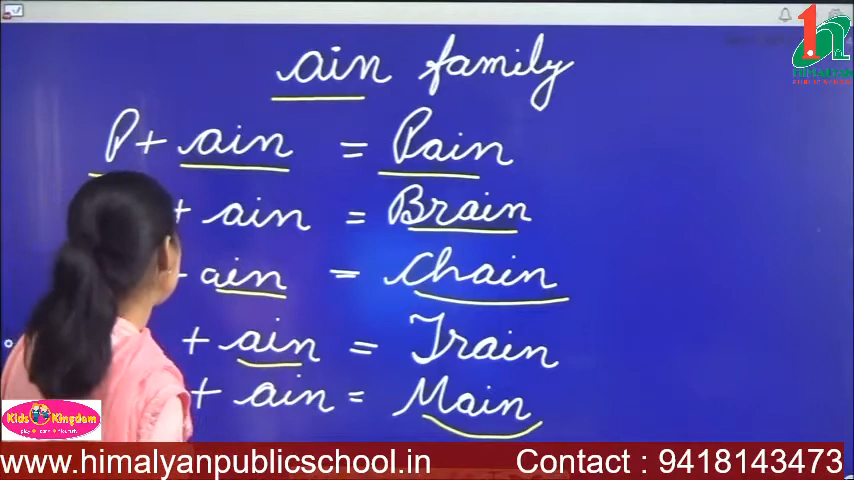 ain family
P + ain = Pain
+ ain = Brain
ain = Chain
+ ain = Train
+ ain = Main
Kids Kingdom
www.himalyanpublicschool.in Contact : 9418143473